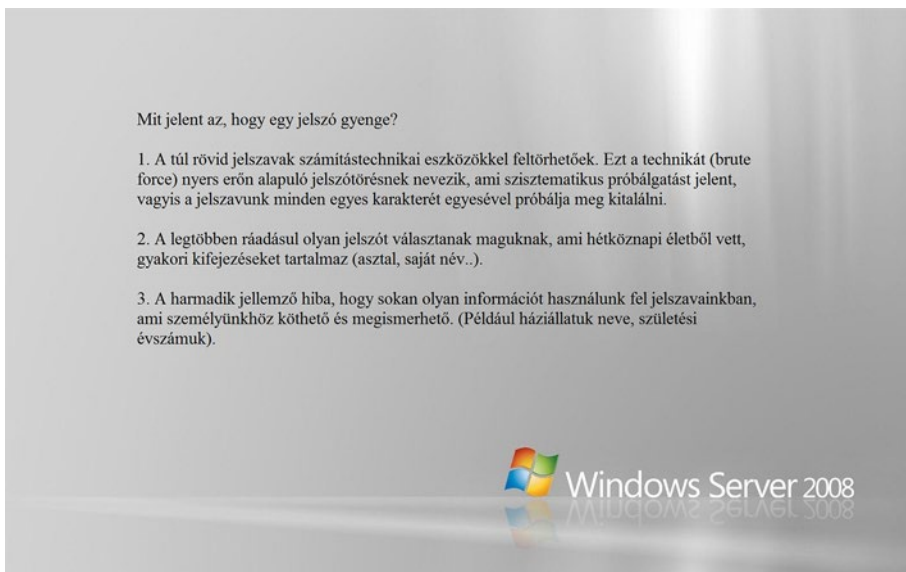 Mit jelent az, hogy egy jelszó gyenge?
1. A túl rövid jelszavak számítástechnikai eszközökkel feltörhetőek. Ezt a technikát (brute
force) nyers erőn alapuló jelszótörésnek nevezik, ami szisztematikus próbálgatást jelent,
vagyis a jelszavunk minden egyes karakterét egyesével próbálja meg kitalálni.
2. A legtöbben ráadásul olyan jelszót választanak maguknak, ami hétköznapi életből vett,
gyakori kifejezéseket tartalmaz (asztal, saját név..).
3. A harmadik jellemző hiba, hogy sokan olyan információt használunk fel jelszavainkban,
ami személyünkhöz köthető és megismerhető. (Például háziállatuk neve, születési
évszámuk).
Windows Server 2008